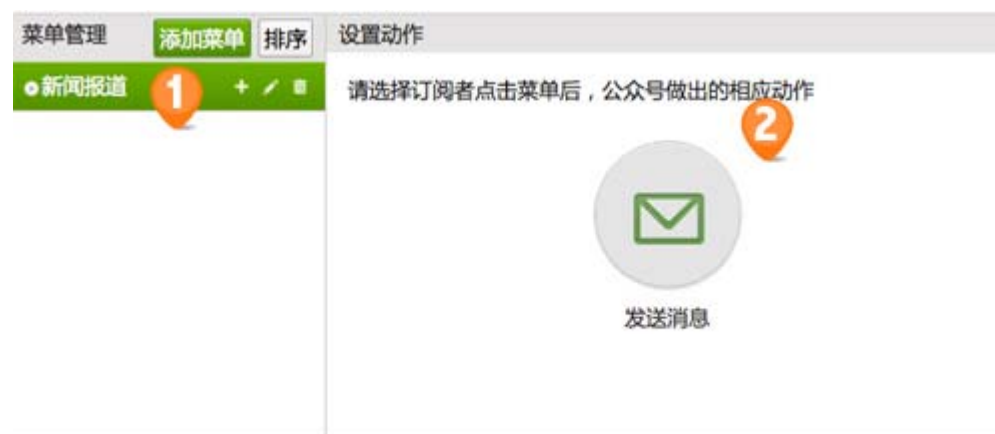 菜单管理 添加菜单 排序 设置动作
新闻报道 1
请选择订阅者点击菜单后，公众号做出的相应动作
2
发送消息